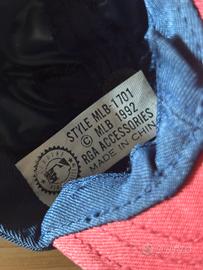 STYLE MLB-1701
© MLB 1992
RGA ACCESSORIES
MADE IN CHINA